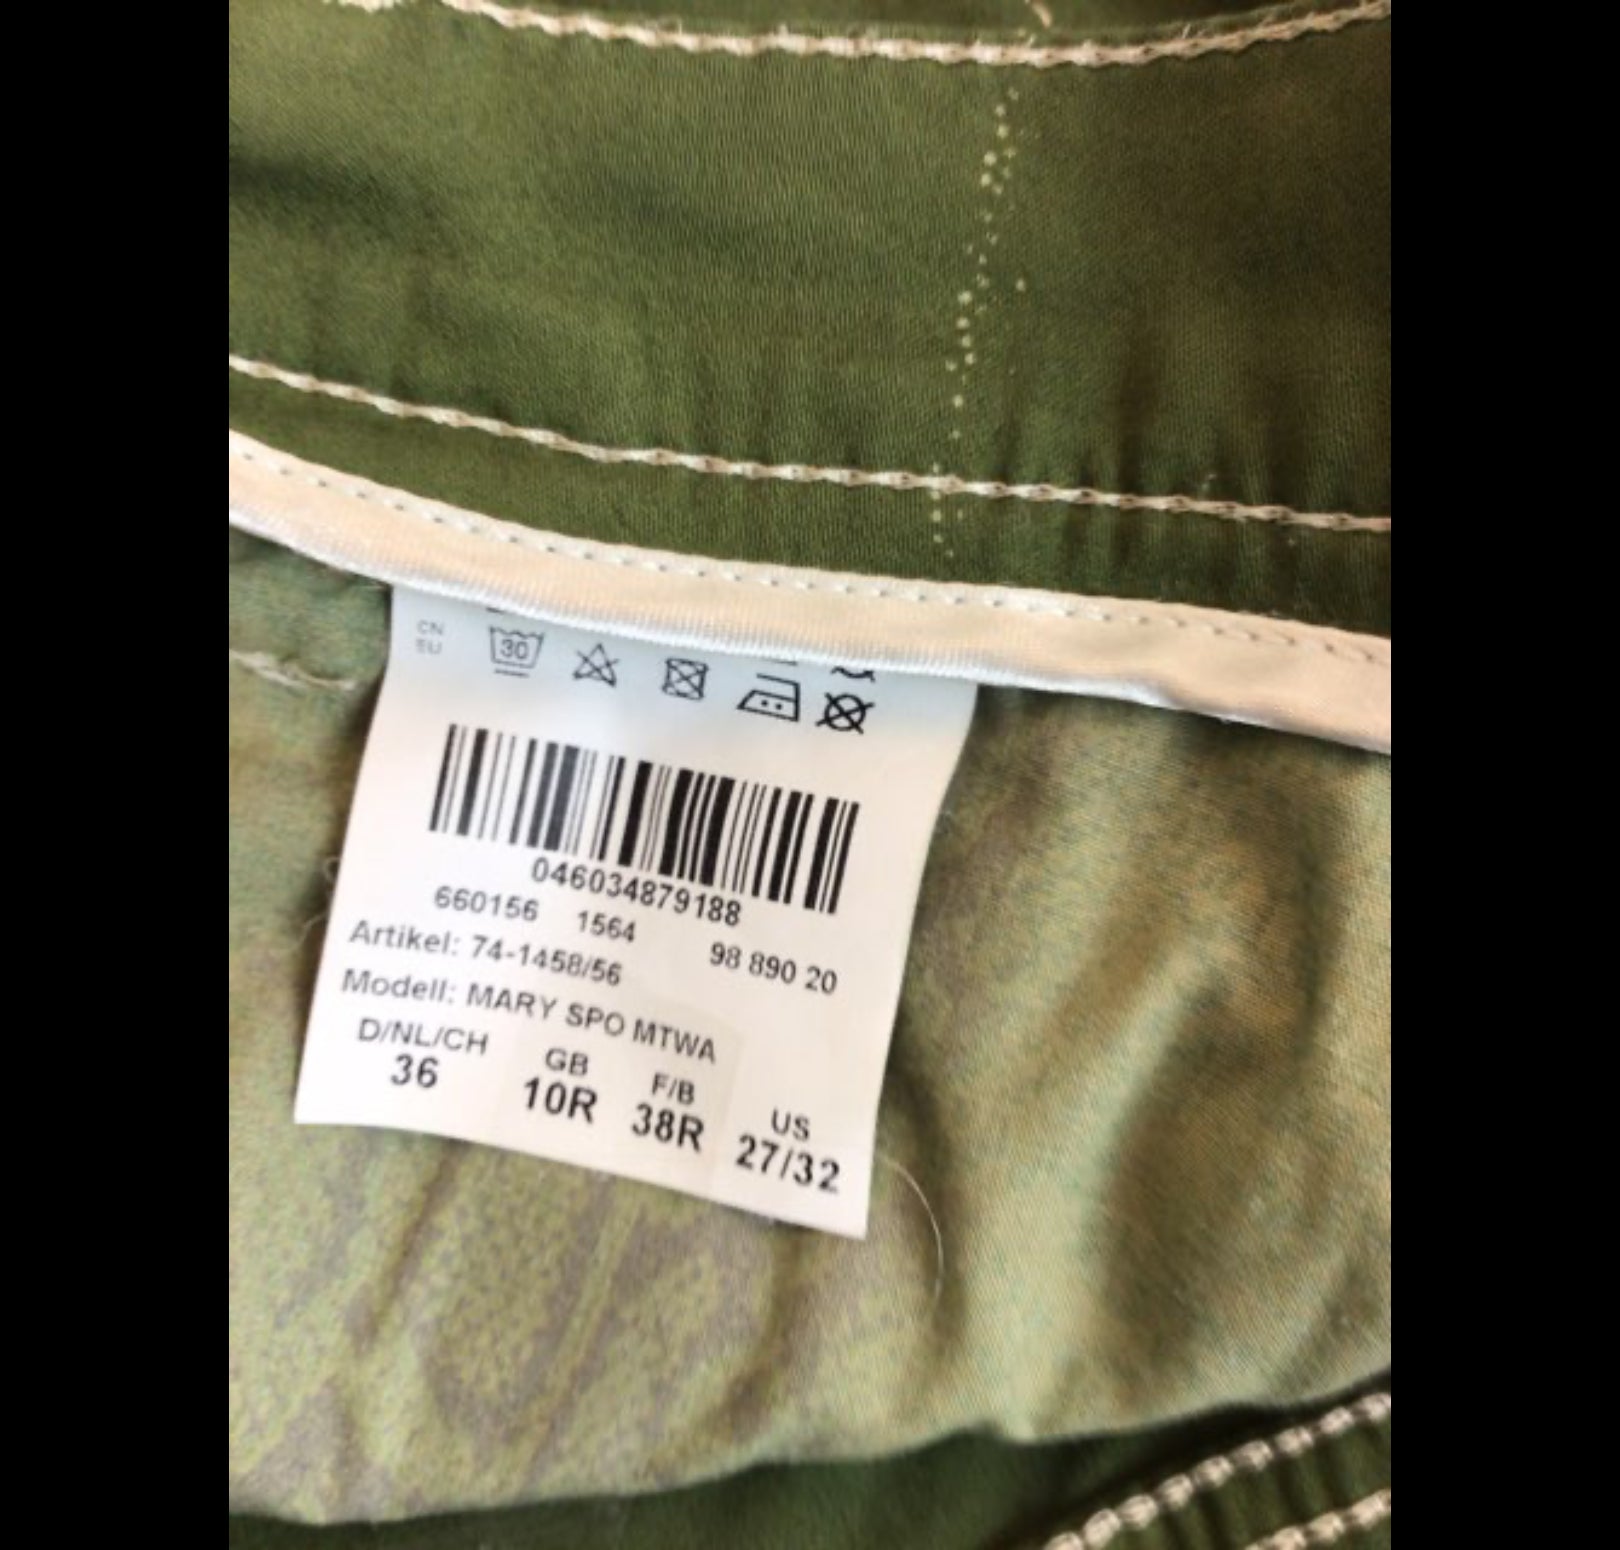 CN
EU
30
046034879188
660156 1564 98 890 20
Artikel: 74-1458/56
Modell: MARY SPO MTWA
D/NL/CH GB F/B US
36 10R 38R 27/32